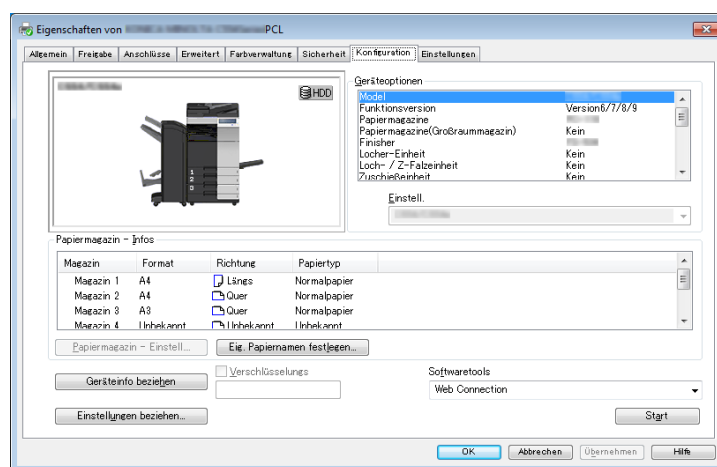 Eigenschaften von PCL
Allgemein Freigabe Anschlüsse Erweitert Farbverwaltung Sicherheit Konfiguration Einstellungen
HDD
Geräteoptionen
Model
Funktionsversion Version6/7/8/9
Papiermagazine
Papiermagazine(Großraummagazin) Kein
Finisher
Locher-Einheit Kein
Loch- / Z-Falzeinheit Kein
Zuschießeinheit Kein
Einstell.
Papiermagazin - Infos
Magazin Format Richtung Papiertyp
Magazin 1 A4 Längs Normalpapier
Magazin 2 A4 Quer Normalpapier
Magazin 3 A3 Quer Normalpapier
Magazin 4 Unbekannt Unbekannt Unbekannt
Papiermagazin - Einstell... Eig. Papiernamen festlegen...
Geräteinfo beziehen
Verschlüsselungs
Softwaretools
Web Connection
Einstellungen beziehen...
Start
OK Abbrechen Übernehmen Hilfe